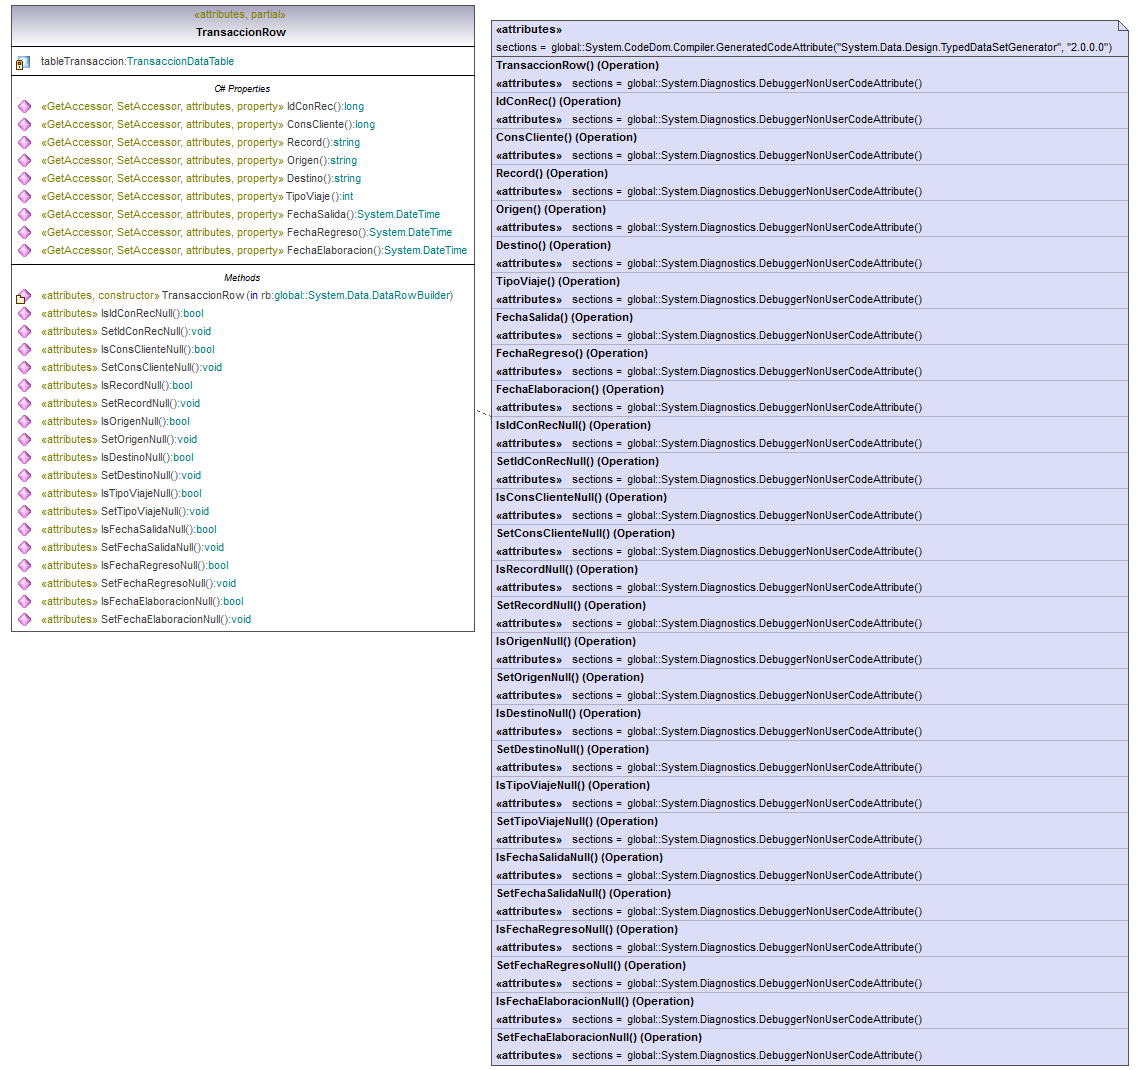 «attributes, partial»
TransaccionRow
tableTransaccion:TransaccionDataTable
C# Properties
«GetAccessor, SetAccessor, attributes, property» IdConRec():long
«GetAccessor, SetAccessor, attributes, property» ConsCliente():long
«GetAccessor, SetAccessor, attributes, property» Record():string
«GetAccessor, SetAccessor, attributes, property» Origen():string
«GetAccessor, SetAccessor, attributes, property» Destino():string
«GetAccessor, SetAccessor, attributes, property» TipoViaje():int
«GetAccessor, SetAccessor, attributes, property» FechaSalida():System.DateTime
«GetAccessor, SetAccessor, attributes, property» FechaRegreso():System.DateTime
«GetAccessor, SetAccessor, attributes, property» FechaElaboracion():System.DateTime
Methods
«attributes, constructor» TransaccionRow (in rb:global::System.Data.DataRowBuilder)
«attributes» IsIdConRecNull():bool
«attributes» SetIdConRecNull():void
«attributes» IsConsClienteNull():bool
«attributes» SetConsClienteNull():void
«attributes» IsRecordNull():bool
«attributes» SetRecordNull():void
«attributes» IsOrigenNull():bool
«attributes» SetOrigenNull():void
«attributes» IsDestinoNull():bool
«attributes» SetDestinoNull():void
«attributes» IsTipoViajeNull():bool
«attributes» SetTipoViajeNull():void
«attributes» IsFechaSalidaNull():bool
«attributes» SetFechaSalidaNull():void
«attributes» IsFechaRegresoNull():bool
«attributes» SetFechaRegresoNull():void
«attributes» IsFechaElaboracionNull():bool
«attributes» SetFechaElaboracionNull():void
«attributes»
sections = global::System.CodeDom.Compiler.GeneratedCodeAttribute("System.Data.Design.TypedDataSetGenerator", "2.0.0.0")
TransaccionRow() (Operation)
«attributes» sections = global::System.Diagnostics.DebuggerNonUserCodeAttribute()
IdConRec() (Operation)
«attributes» sections = global::System.Diagnostics.DebuggerNonUserCodeAttribute()
ConsCliente() (Operation)
«attributes» sections = global::System.Diagnostics.DebuggerNonUserCodeAttribute()
Record() (Operation)
«attributes» sections = global::System.Diagnostics.DebuggerNonUserCodeAttribute()
Origen() (Operation)
«attributes» sections = global::System.Diagnostics.DebuggerNonUserCodeAttribute()
Destino() (Operation)
«attributes» sections = global::System.Diagnostics.DebuggerNonUserCodeAttribute()
TipoViaje() (Operation)
«attributes» sections = global::System.Diagnostics.DebuggerNonUserCodeAttribute()
FechaSalida() (Operation)
«attributes» sections = global::System.Diagnostics.DebuggerNonUserCodeAttribute()
FechaRegreso() (Operation)
«attributes» sections = global::System.Diagnostics.DebuggerNonUserCodeAttribute()
FechaElaboracion() (Operation)
«attributes» sections = global::System.Diagnostics.DebuggerNonUserCodeAttribute()
IsIdConRecNull() (Operation)
«attributes» sections = global::System.Diagnostics.DebuggerNonUserCodeAttribute()
SetIdConRecNull() (Operation)
«attributes» sections = global::System.Diagnostics.DebuggerNonUserCodeAttribute()
IsConsClienteNull() (Operation)
«attributes» sections = global::System.Diagnostics.DebuggerNonUserCodeAttribute()
SetConsClienteNull() (Operation)
«attributes» sections = global::System.Diagnostics.DebuggerNonUserCodeAttribute()
IsRecordNull() (Operation)
«attributes» sections = global::System.Diagnostics.DebuggerNonUserCodeAttribute()
SetRecordNull() (Operation)
«attributes» sections = global::System.Diagnostics.DebuggerNonUserCodeAttribute()
IsOrigenNull() (Operation)
«attributes» sections = global::System.Diagnostics.DebuggerNonUserCodeAttribute()
SetOrigenNull() (Operation)
«attributes» sections = global::System.Diagnostics.DebuggerNonUserCodeAttribute()
IsDestinoNull() (Operation)
«attributes» sections = global::System.Diagnostics.DebuggerNonUserCodeAttribute()
SetDestinoNull() (Operation)
«attributes» sections = global::System.Diagnostics.DebuggerNonUserCodeAttribute()
IsTipoViajeNull() (Operation)
«attributes» sections = global::System.Diagnostics.DebuggerNonUserCodeAttribute()
SetTipoViajeNull() (Operation)
«attributes» sections = global::System.Diagnostics.DebuggerNonUserCodeAttribute()
IsFechaSalidaNull() (Operation)
«attributes» sections = global::System.Diagnostics.DebuggerNonUserCodeAttribute()
SetFechaSalidaNull() (Operation)
«attributes» sections = global::System.Diagnostics.DebuggerNonUserCodeAttribute()
IsFechaRegresoNull() (Operation)
«attributes» sections = global::System.Diagnostics.DebuggerNonUserCodeAttribute()
SetFechaRegresoNull() (Operation)
«attributes» sections = global::System.Diagnostics.DebuggerNonUserCodeAttribute()
IsFechaElaboracionNull() (Operation)
«attributes» sections = global::System.Diagnostics.DebuggerNonUserCodeAttribute()
SetFechaElaboracionNull() (Operation)
«attributes» sections = global::System.Diagnostics.DebuggerNonUserCodeAttribute()